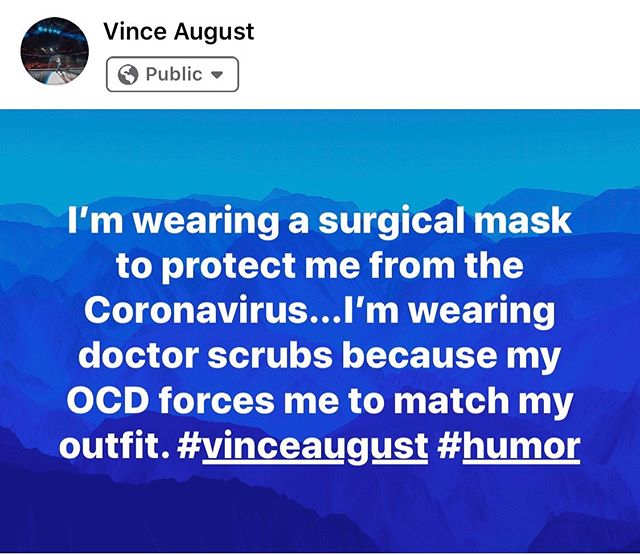 Vince August
Public
I’m wearing a surgical mask
to protect me from the
Coronavirus...I’m wearing
doctor scrubs because my
OCD forces me to match my
outfit. #vinceaugust #humor